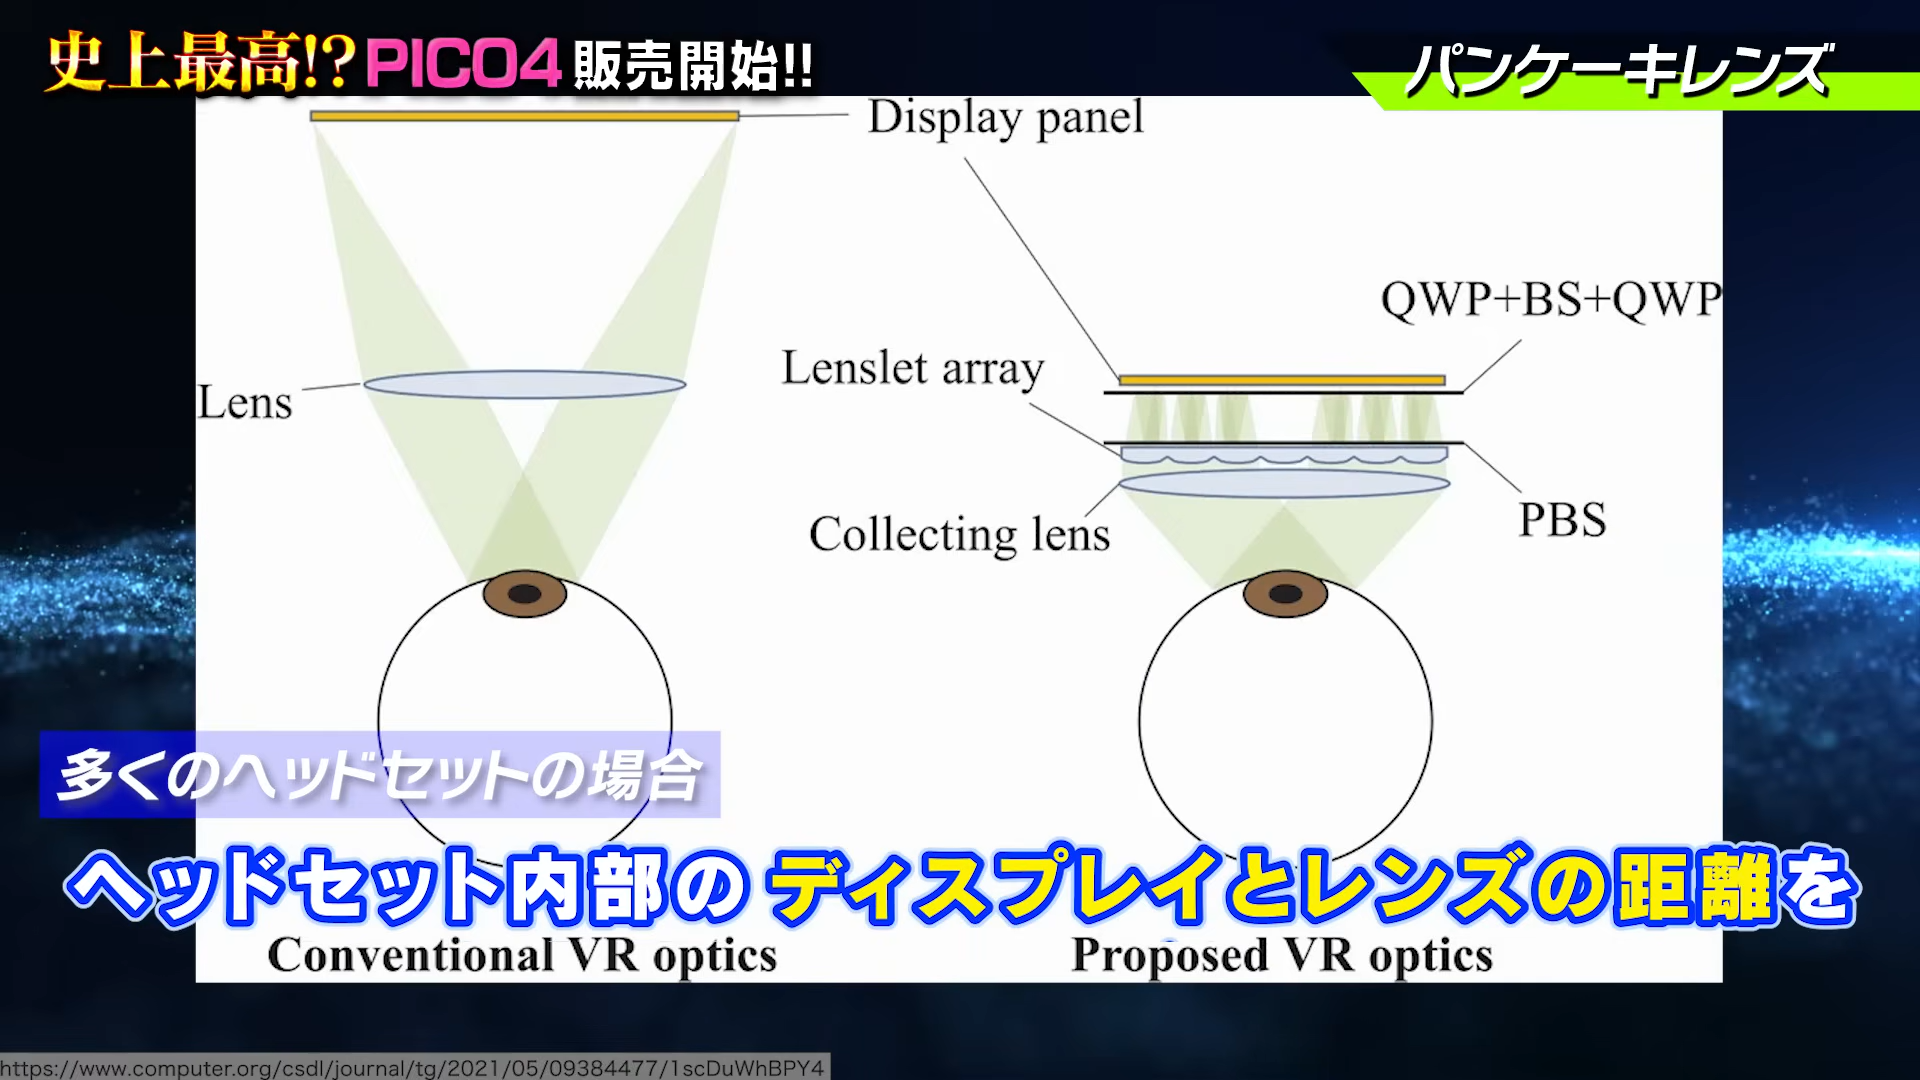 史上最高!?PICO4販売開始!!
パンケーキレンズ
Display panel
QWP+BS+QWP
Lenslet array
Lens
PBS
Collecting lens
多くのヘッドセットの場合
ヘッドセット内部のディスプレイとレンズの距離を
Conventional VR optics
Proposed VR optics
https://www.computer.org/csdl/journal/tg/2021/05/09384477/1scDuWhBPY4